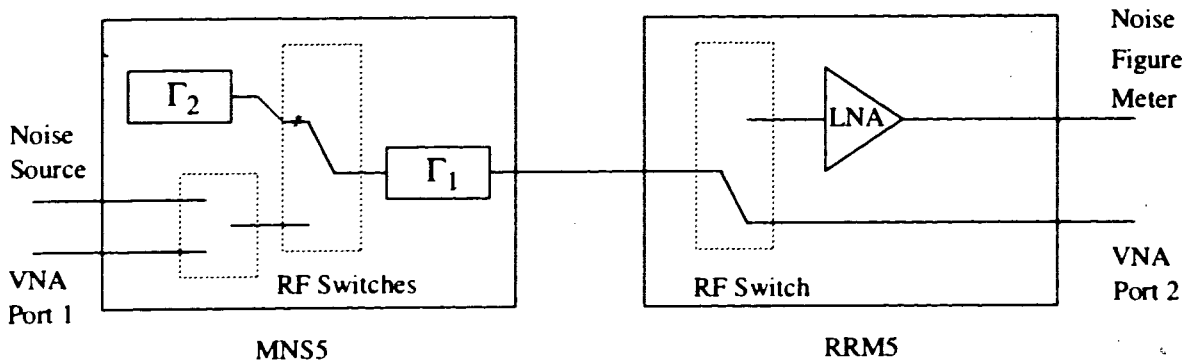 Noise
Figure
Meter
Γ₂
LNA
Noise
Source
Γ₁
VNA
Port 1
RF Switches
RF Switch
VNA
Port 2
MNS5
RRM5